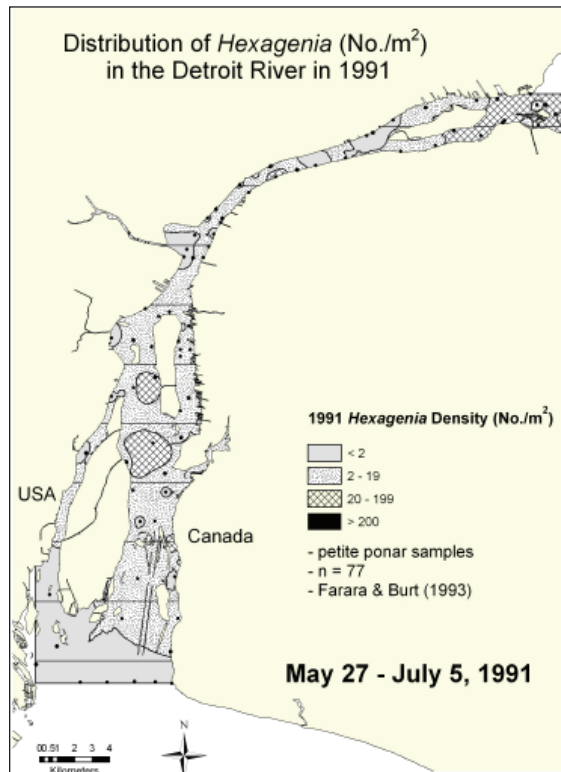 Distribution of Hexagenia (No./m²)
in the Detroit River in 1991
1991 Hexagenia Density (No./m²)
< 2
2 - 19
20 - 199
> 200
USA
Canada
- petite ponar samples
- n = 77
- Farara & Burt (1993)
May 27 - July 5, 1991
N
00.51 2 3 4
Kilometers